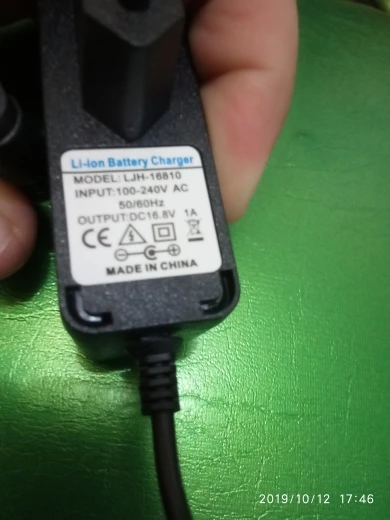 Li-ion Battery Charger
MODEL: LJH-16810
INPUT:100-240V AC
50/60Hz
OUTPUT:DC16.8V 1A
CE
MADE IN CHINA
2019/10/12 17:46